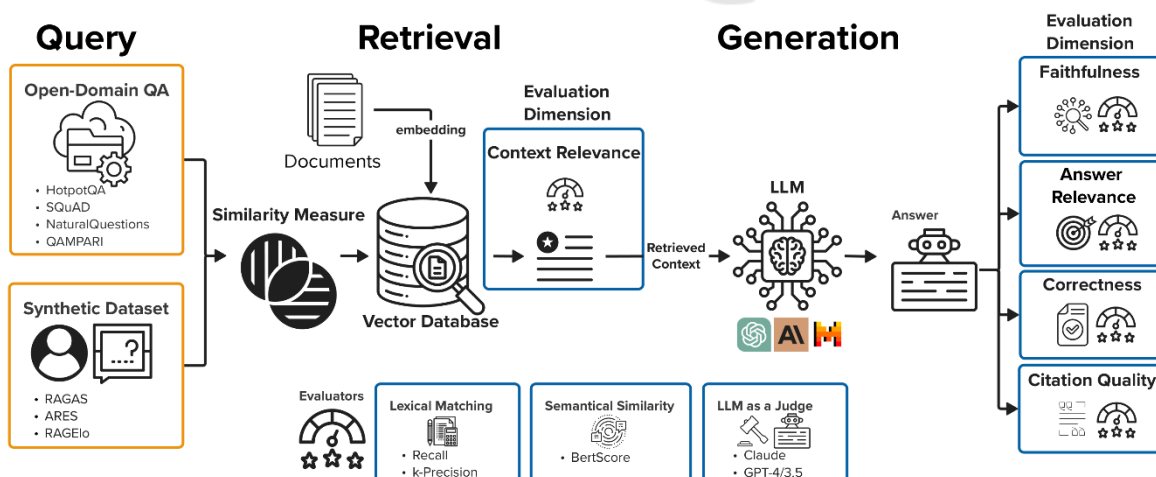 Query
Retrieval
Generation
Evaluation
Dimension
Open-Domain QA
• HotpotQA
• SQuAD
• NaturalQuestions
• QAMPARI
Synthetic Dataset
...?
• RAGAS
• ARES
• RAGElo
Documents
embedding
Similarity Measure
Vector Database
Evaluation
Dimension
Context Relevance
Retrieved
Context
LLM
AI
Answer
Faithfulness
Answer
Relevance
Correctness
Citation Quality
Evaluators
Lexical Matching
• Recall
• k-Precision
Semantical Similarity
• BertScore
LLM as a Judge
• Claude
• GPT-4/3.5